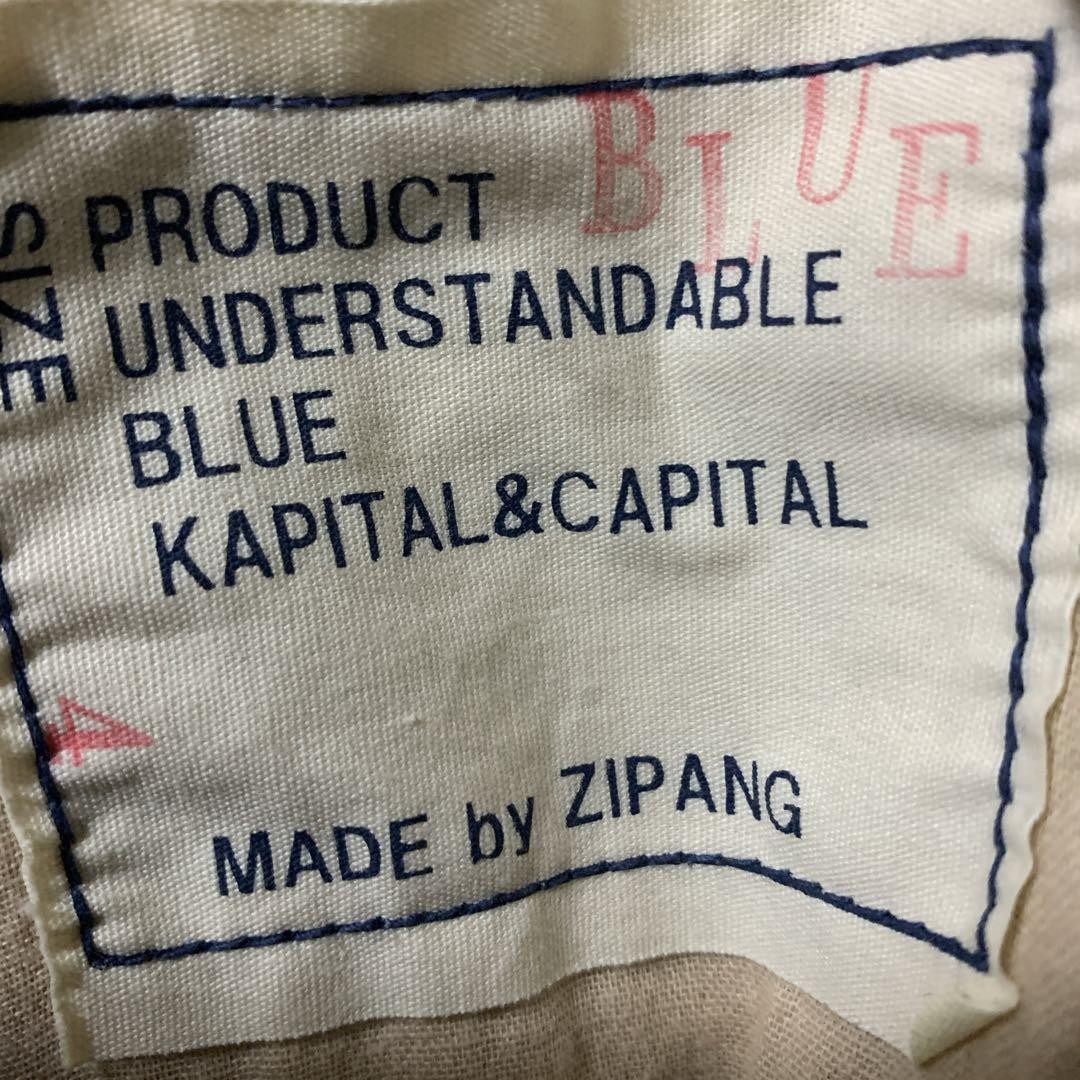 BLUE
SIZE
PRODUCT
UNDERSTANDABLE
BLUE
KAPITAL&CAPITAL
4
MADE by ZIPANG